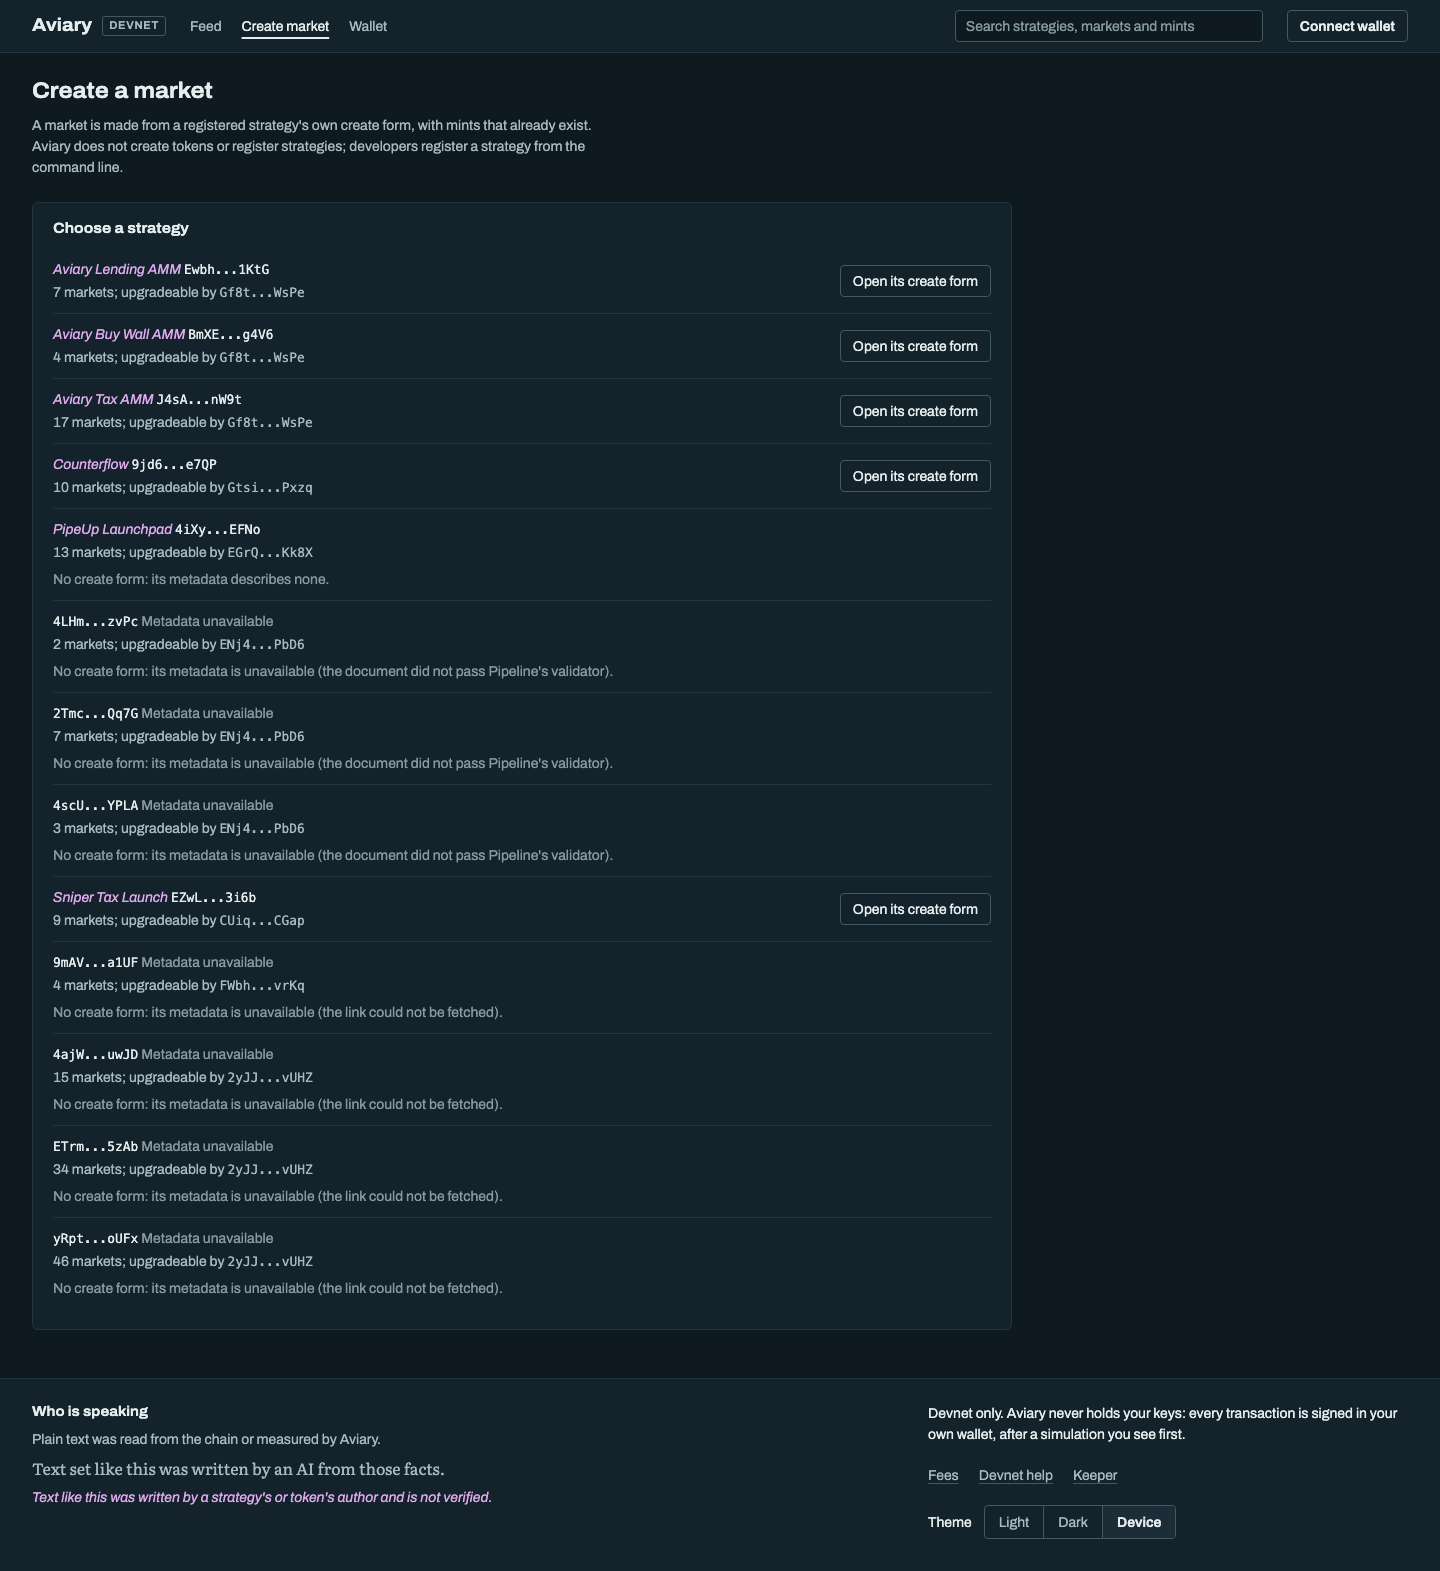 Aviary DEVNET Feed Create market Wallet Search strategies, markets and mints Connect wallet
Create a market
A market is made from a registered strategy's own create form, with mints that already exist.
Aviary does not create tokens or register strategies; developers register a strategy from the
command line.
Choose a strategy
Aviary Lending AMM Ewbh...1KtG
7 markets; upgradeable by Gf8t...WsPe
Open its create form
Aviary Buy Wall AMM BmXE...g4V6
4 markets; upgradeable by Gf8t...WsPe
Open its create form
Aviary Tax AMM J4sA...nW9t
17 markets; upgradeable by Gf8t...WsPe
Open its create form
Counterflow 9jd6...e7QP
10 markets; upgradeable by Gtsi...Pxzq
Open its create form
PipeUp Launchpad 4iXy...EFNo
13 markets; upgradeable by EGrQ...Kk8X
No create form: its metadata describes none.
4LHm...zvPc Metadata unavailable
2 markets; upgradeable by ENj4...PbD6
No create form: its metadata is unavailable (the document did not pass Pipeline's validator).
2Tmc...Qq7G Metadata unavailable
7 markets; upgradeable by ENj4...PbD6
No create form: its metadata is unavailable (the document did not pass Pipeline's validator).
4scU...YPLA Metadata unavailable
3 markets; upgradeable by ENj4...PbD6
No create form: its metadata is unavailable (the document did not pass Pipeline's validator).
Sniper Tax Launch EZwL...3i6b
9 markets; upgradeable by CUiq...CGap
Open its create form
9mAV...a1UF Metadata unavailable
4 markets; upgradeable by FWbh...vrKq
No create form: its metadata is unavailable (the link could not be fetched).
4ajW...uwJD Metadata unavailable
15 markets; upgradeable by 2yJJ...vUHZ
No create form: its metadata is unavailable (the link could not be fetched).
ETrm...5zAb Metadata unavailable
34 markets; upgradeable by 2yJJ...vUHZ
No create form: its metadata is unavailable (the link could not be fetched).
yRpt...oUFx Metadata unavailable
46 markets; upgradeable by 2yJJ...vUHZ
No create form: its metadata is unavailable (the link could not be fetched).
Who is speaking
Plain text was read from the chain or measured by Aviary.
Text set like this was written by an AI from those facts.
Text like this was written by a strategy's or token's author and is not verified.
Devnet only. Aviary never holds your keys: every transaction is signed in your
own wallet, after a simulation you see first.
Fees Devnet help Keeper
Theme Light Dark Device